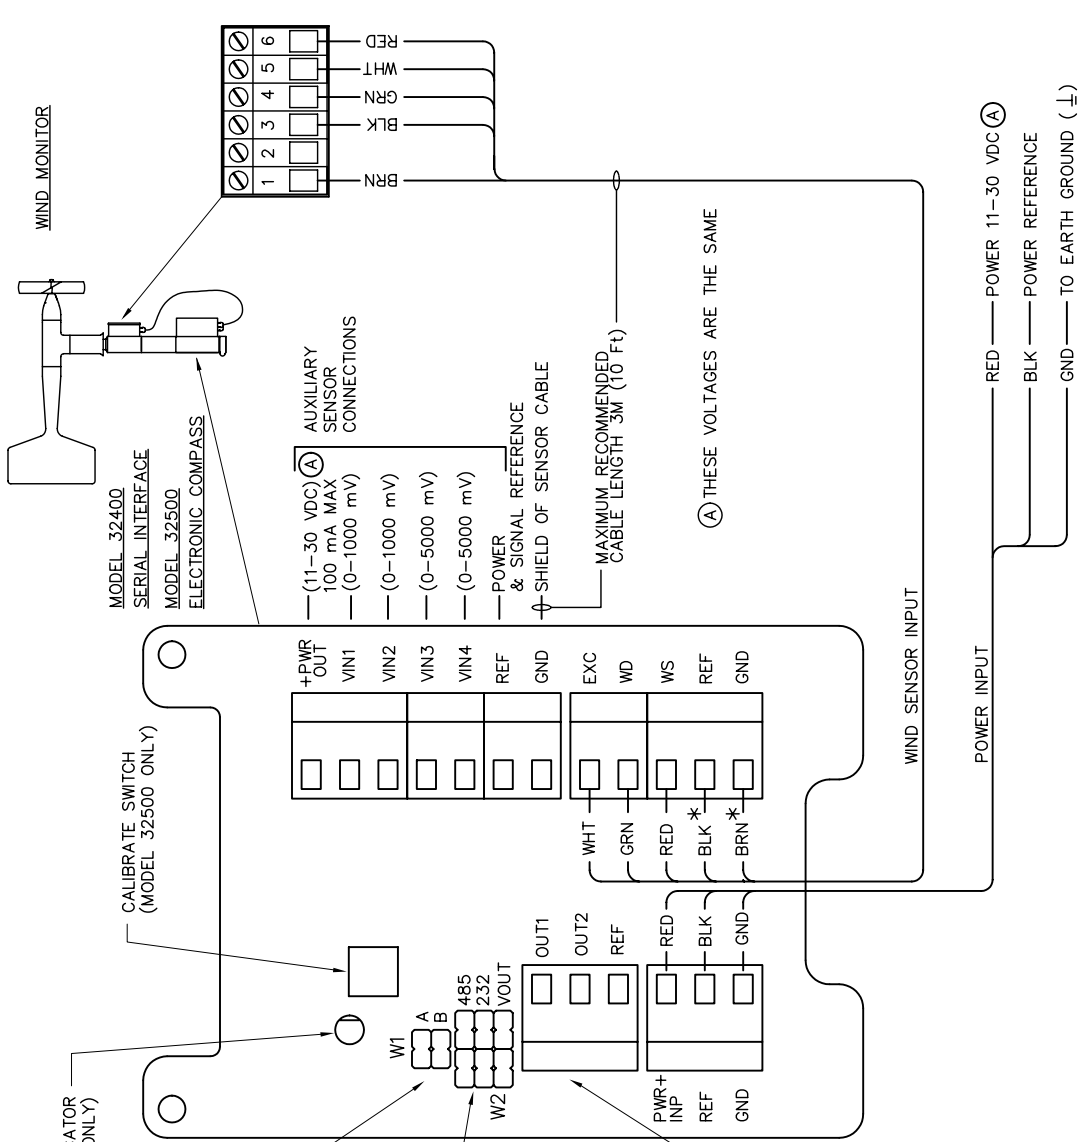 WIND MONITOR
MODEL 32400
SERIAL INTERFACE
MODEL 32500
ELECTRONIC COMPASS
6
5
4
3
2
1
RED
WHT
GRN
BLK
BRN
AUXILIARY
SENSOR
CONNECTIONS
(11-30 VDC) A
100 mA MAX
(0-1000 mV)
(0-1000 mV)
(0-5000 mV)
(0-5000 mV)
POWER
& SIGNAL REFERENCE
SHIELD OF SENSOR CABLE
MAXIMUM RECOMMENDED
CABLE LENGTH 3M (10 Ft)
A THESE VOLTAGES ARE THE SAME
+PWR
OUT
VIN1
VIN2
VIN3
VIN4
REF
GND
EXC
WD
WS
REF
GND
WHT
GRN
RED
BLK *
BRN *
WIND SENSOR INPUT
POWER INPUT
RED
POWER 11-30 VDC A
BLK
POWER REFERENCE
GND
TO EARTH GROUND (⏚)
CALIBRATE SWITCH
(MODEL 32500 ONLY)
W1
A
B
485
232
VOUT
W2
OUT1
OUT2
REF
RED
BLK
GND
PWR+
INP
REF
GND
ONLY)